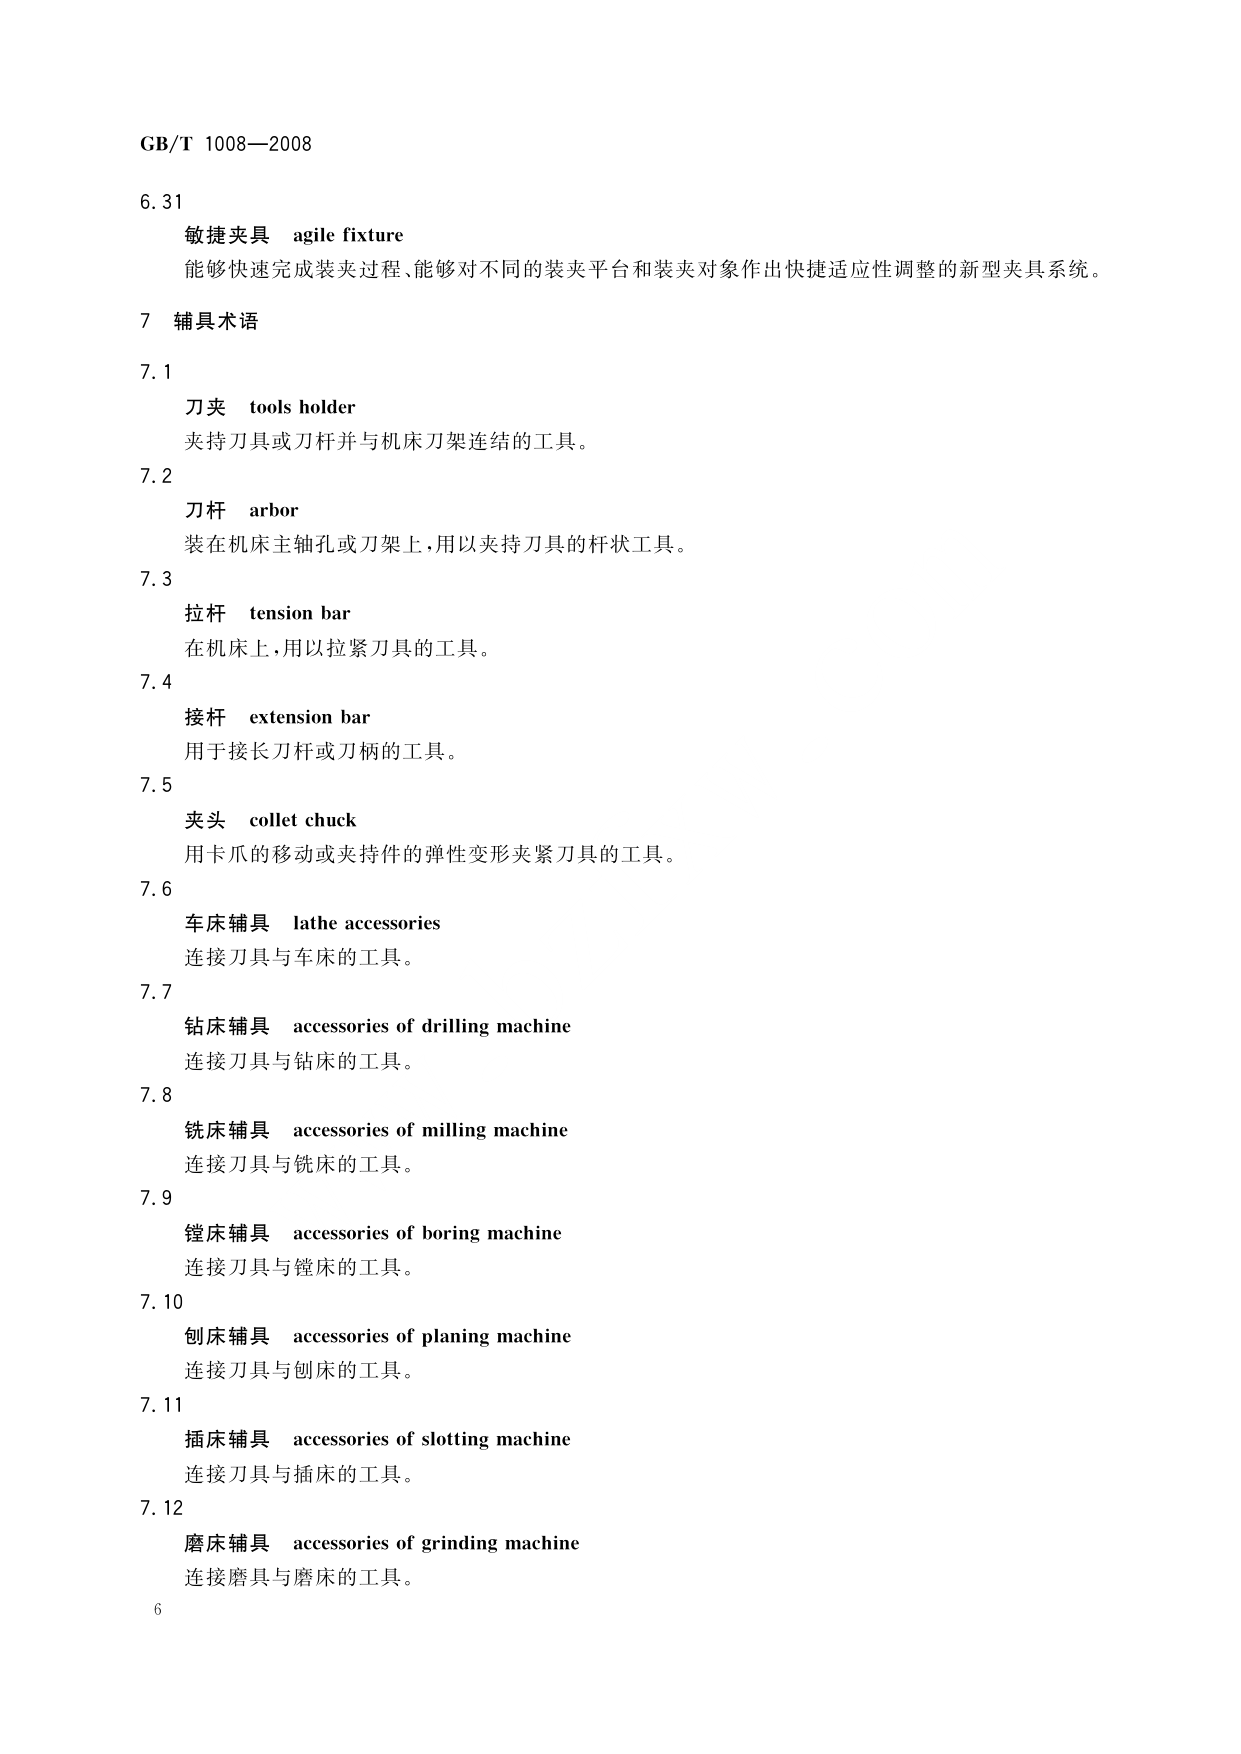 GB/T 1008—2008
6.31
敏捷夹具 agile fixture
能够快速完成装夹过程、能够对不同的装夹平台和装夹对象作出快捷适应性调整的新型夹具系统。
7 辅具术语
7.1
刀夹 tools holder
夹持刀具或刀杆并与机床刀架连结的工具。
7.2
刀杆 arbor
装在机床主轴孔或刀架上,用以夹持刀具的杆状工具。
7.3
拉杆 tension bar
在机床上,用以拉紧刀具的工具。
7.4
接杆 extension bar
用于接长刀杆或刀柄的工具。
7.5
夹头 collet chuck
用卡爪的移动或夹持件的弹性变形夹紧刀具的工具。
7.6
车床辅具 lathe accessories
连接刀具与车床的工具。
7.7
钻床辅具 accessories of drilling machine
连接刀具与钻床的工具。
7.8
铣床辅具 accessories of milling machine
连接刀具与铣床的工具。
7.9
镗床辅具 accessories of boring machine
连接刀具与镗床的工具。
7.10
刨床辅具 accessories of planing machine
连接刀具与刨床的工具。
7.11
插床辅具 accessories of slotting machine
连接刀具与插床的工具。
7.12
磨床辅具 accessories of grinding machine
连接磨具与磨床的工具。
6